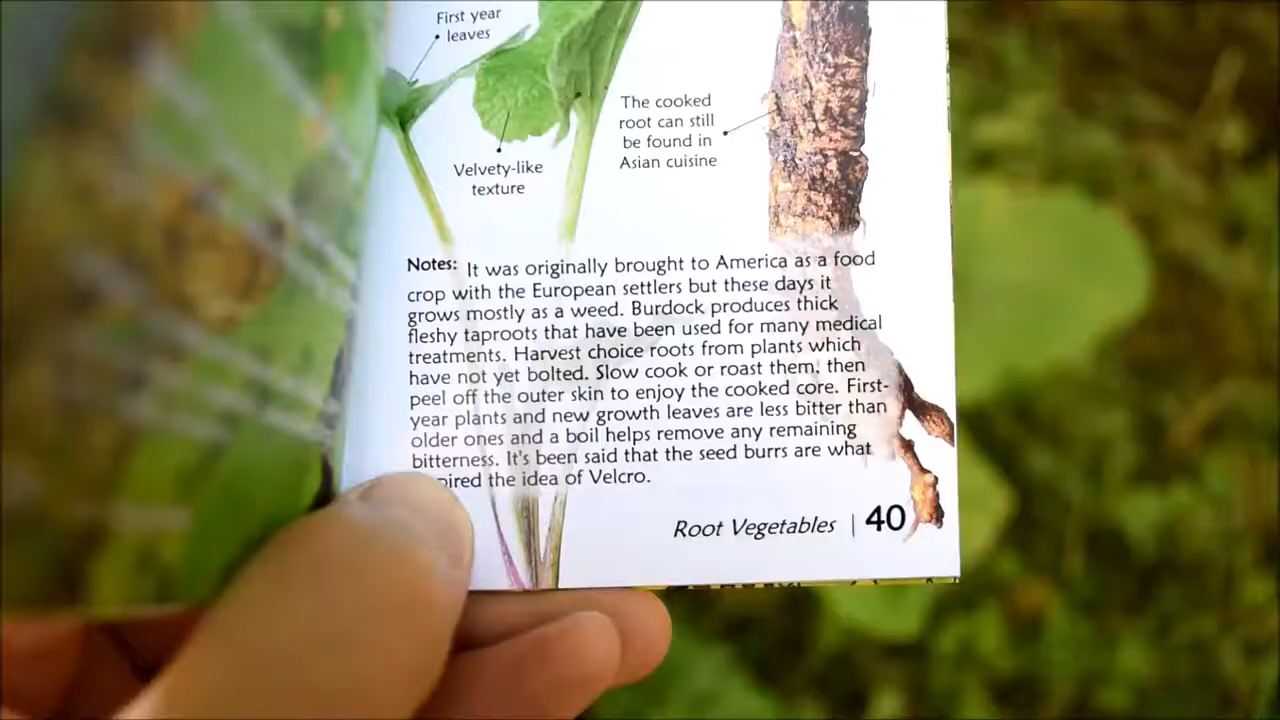 First year
leaves
The cooked
root can still
be found in
Asian cuisine
Velvety-like
texture
Notes: It was originally brought to America as a food
crop with the European settlers but these days it
grows mostly as a weed. Burdock produces thick
fleshy taproots that have been used for many medical
treatments. Harvest choice roots from plants which
have not yet bolted. Slow cook or roast them; then
peel off the outer skin to enjoy the cooked core. First-
year plants and new growth leaves are less bitter than
older ones and a boil helps remove any remaining
bitterness. It's been said that the seed burrs are what
the idea of Velcro.
Root Vegetables | 40